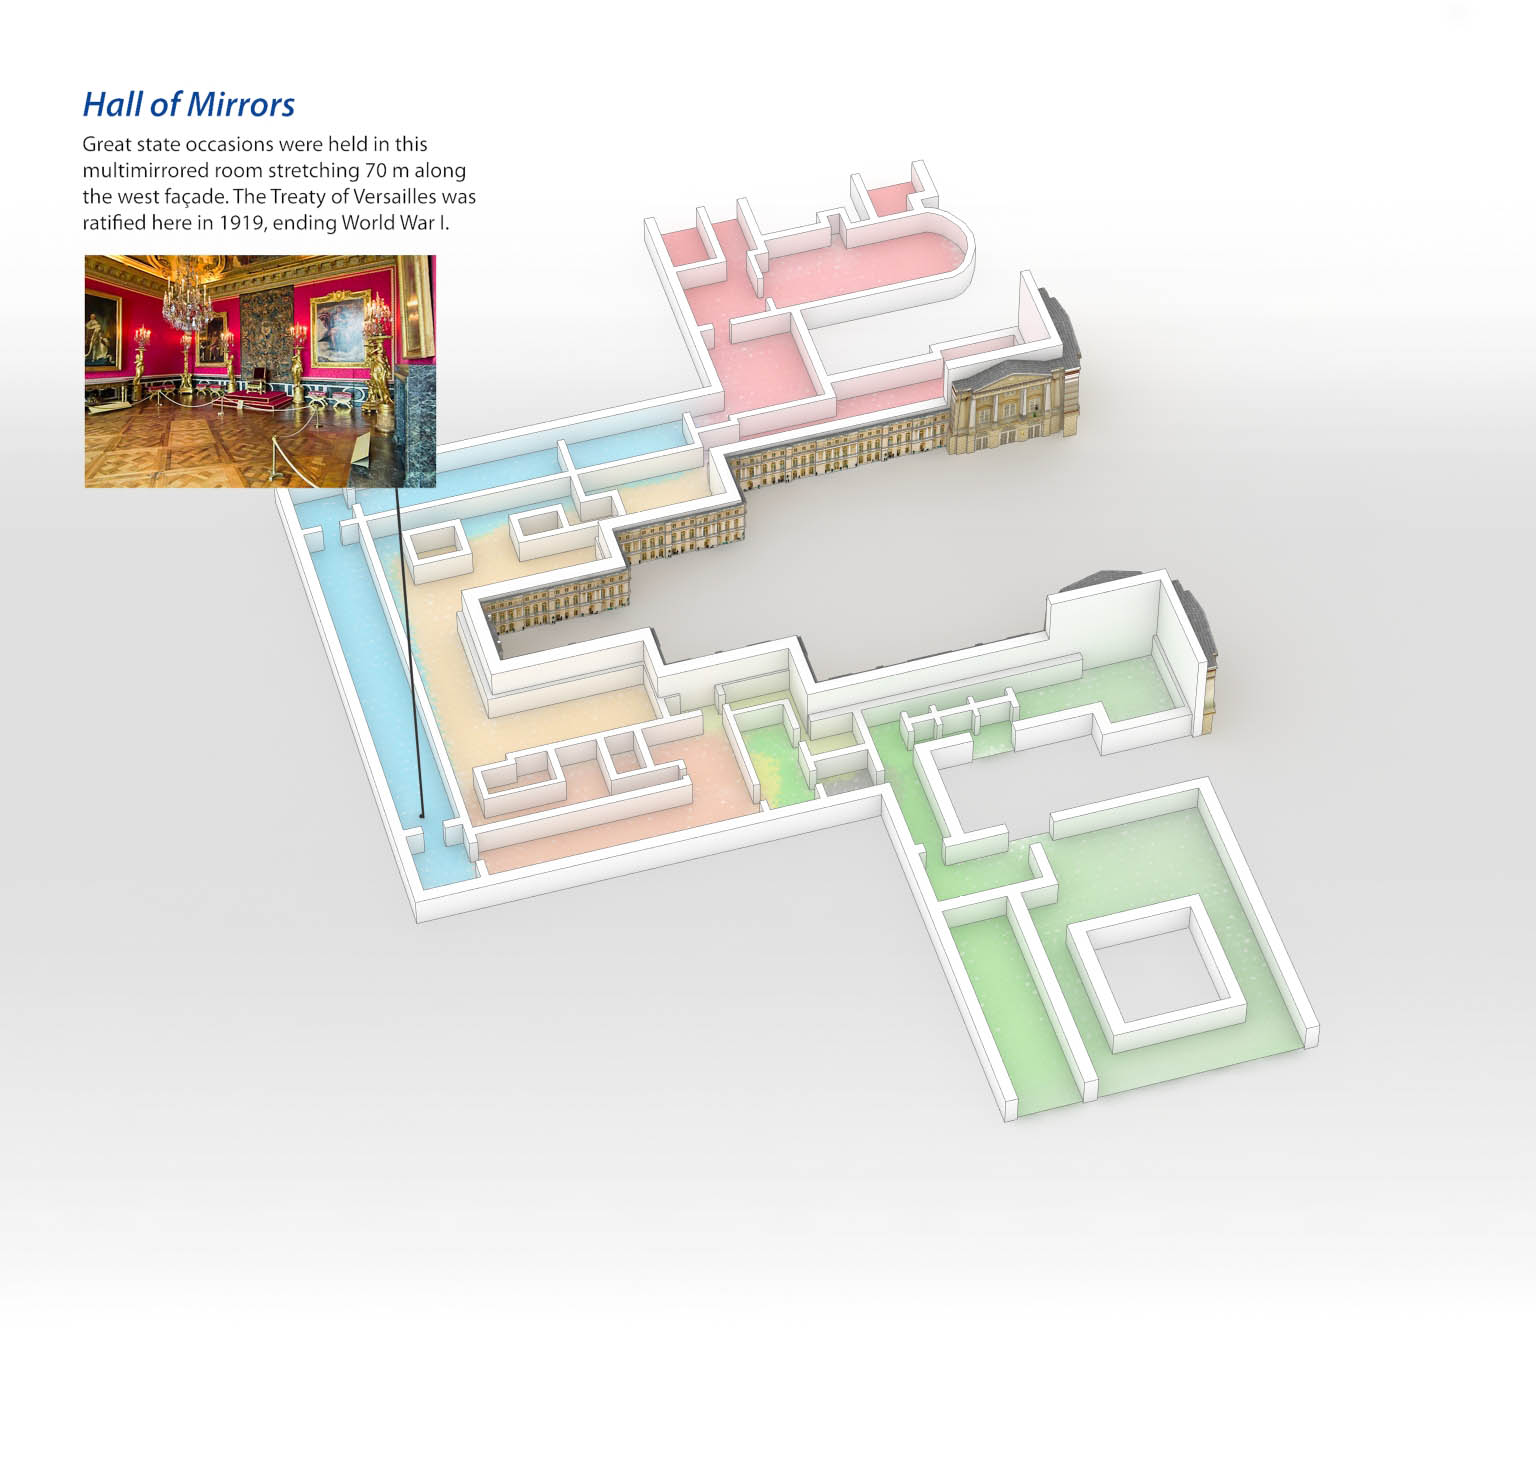 Hall of Mirrors
Great state occasions were held in this
multimirrored room stretching 70 m along
the west façade. The Treaty of Versailles was
ratified here in 1919, ending World War I.